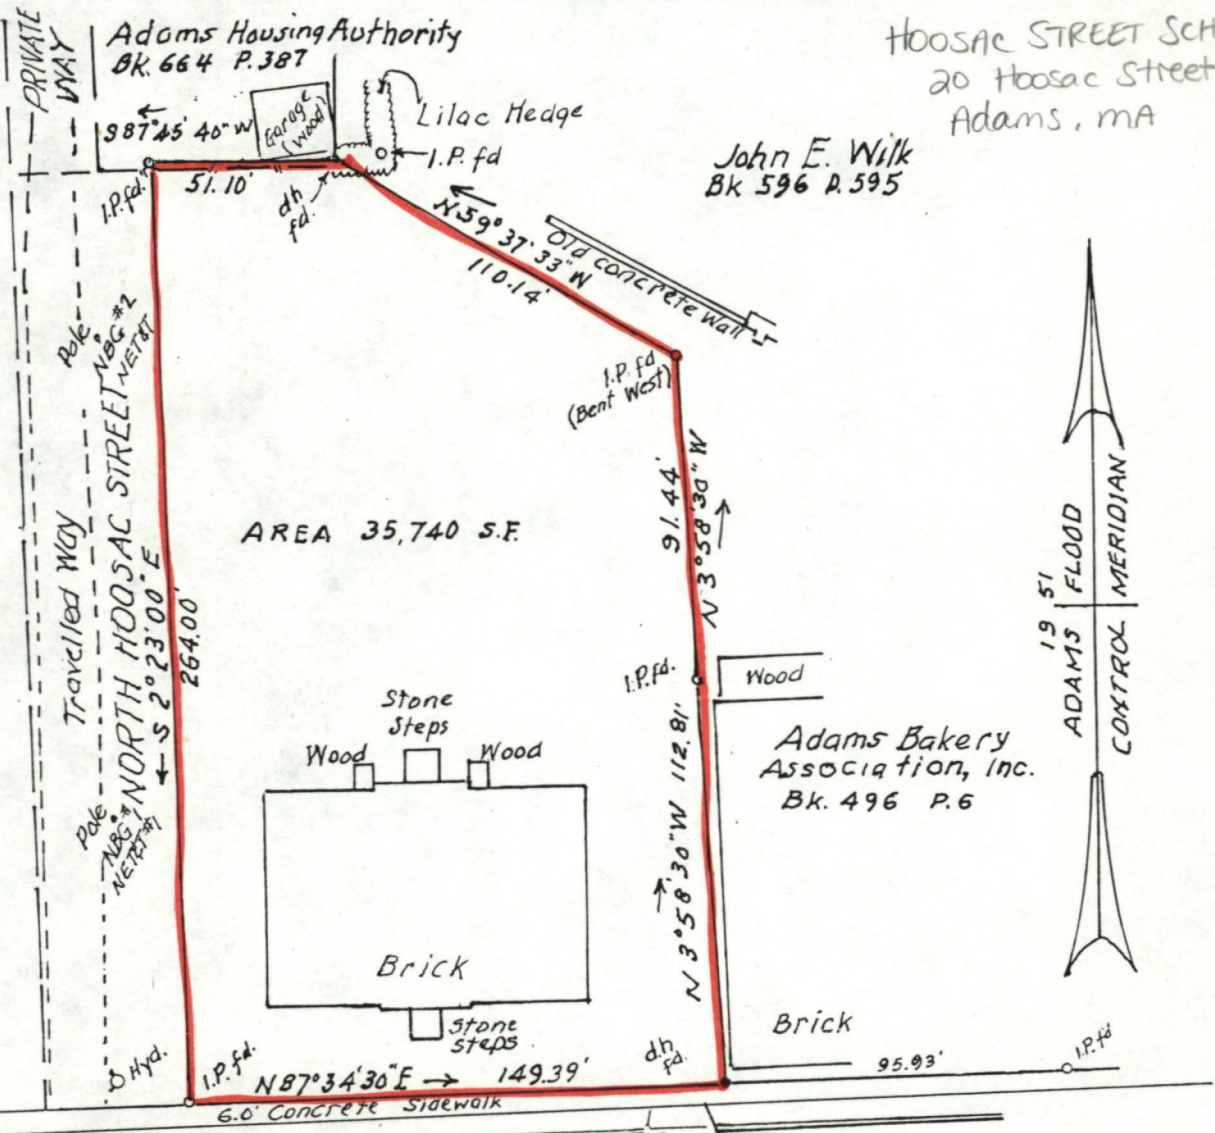 PRIVATE
WAY
Adams Housing Authority
BK. 664 P. 387
HOOSAC STREET SCH
20 Hoosac Street
Adams, MA
S 87° 45' 40" W
Garage
(Wood)
Lilac Hedge
I.P. fd
John E. Wilk
BK 596 P. 595
I.P. fd.
51.10'
dh
fd.
N 59° 37' 33" W
110.14'
Old concrete wall
I.P. fd
(Bent West)
Pole
NBG #2
NET&T
NORTH HOOSAC STREET
Travelled Way
S 2° 23' 00" E
264.00'
AREA 35,740 S.F.
91.44'
N 3° 58' 30" W
19 51
ADAMS FLOOD
CONTROL MERIDIAN
I.P. fd.
Wood
Stone
Steps
Wood
Wood
Adams Bakery
Association, Inc.
Bk. 496 P. 6
Pole
NBG #1
NET&T #1
N 3° 58' 30" W 112.81'
Brick
Stone
Steps
Brick
Hyd.
I.P. fd.
N 87° 34' 30" E
149.39'
d.h
fd.
95.93'
I.P. fd
6.0' Concrete Sidewalk